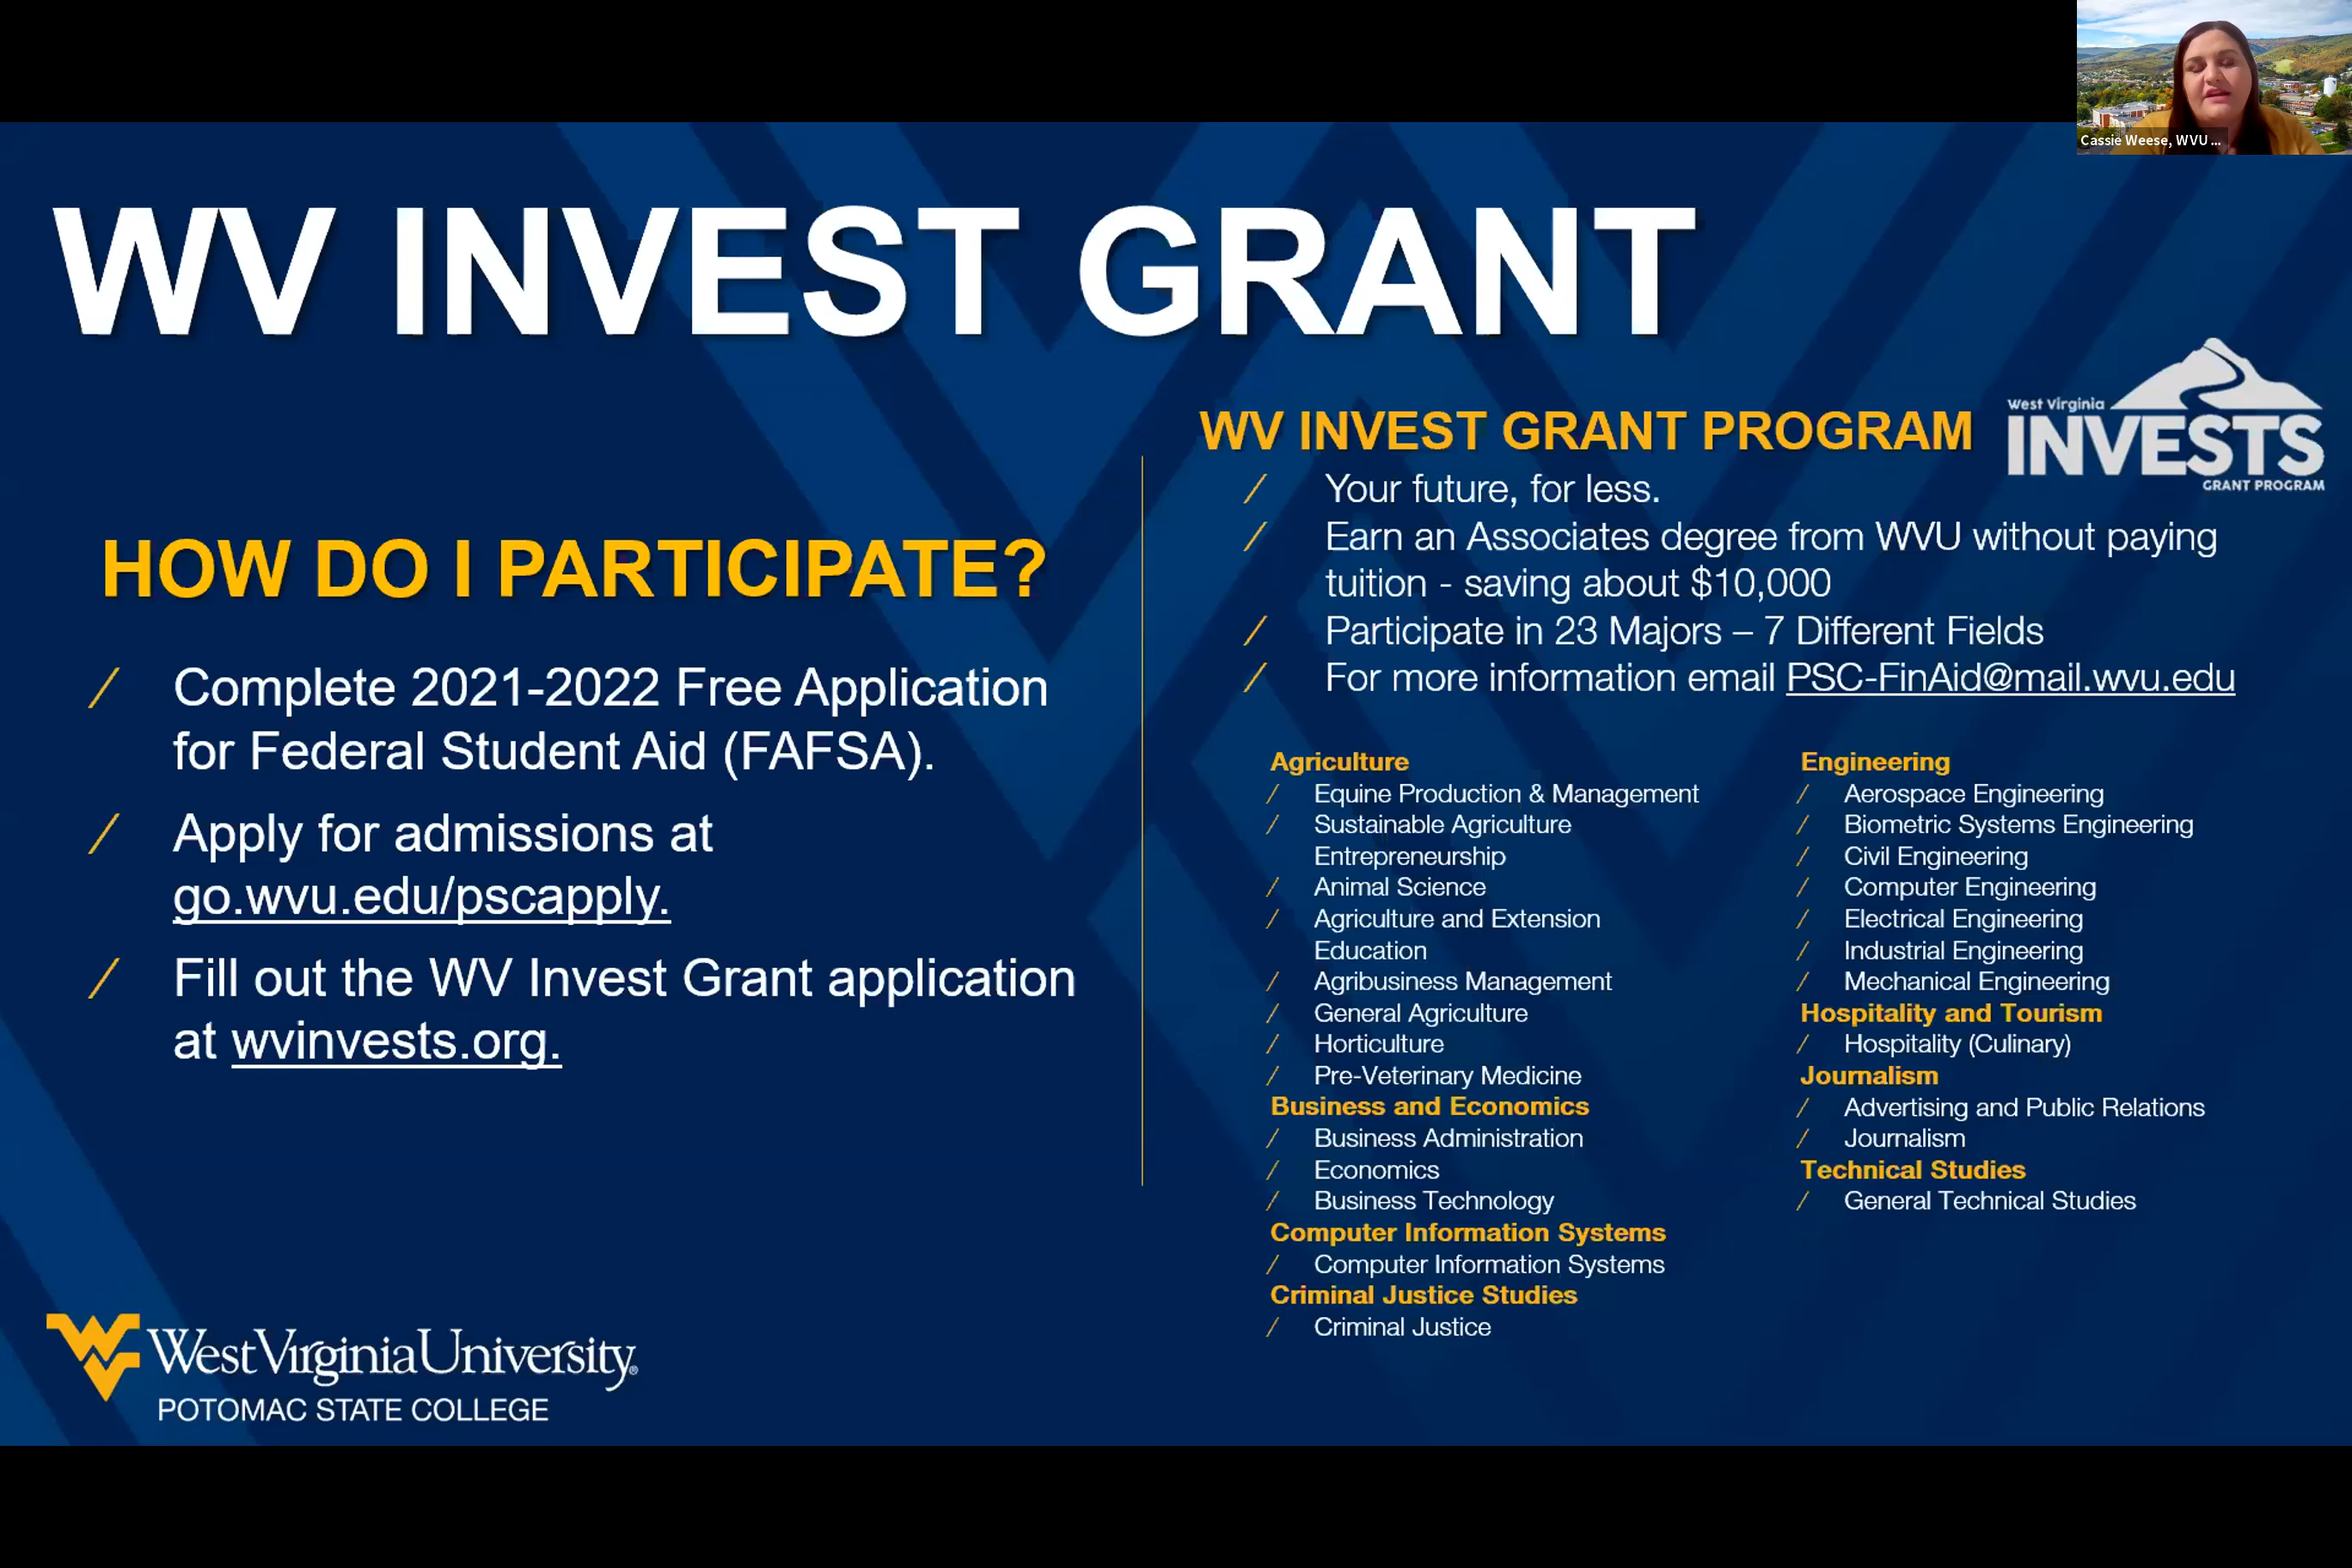 Cassie Weese, WVU ...
WV INVEST GRANT
HOW DO I PARTICIPATE?
Complete 2021-2022 Free Application
for Federal Student Aid (FAFSA).
Apply for admissions at
go.wvu.edu/pscapply.
Fill out the WV Invest Grant application
at wvinvests.org.
WV INVEST GRANT PROGRAM
West Virginia
INVESTS
GRANT PROGRAM
Your future, for less.
Earn an Associates degree from WVU without paying
tuition - saving about $10,000
Participate in 23 Majors – 7 Different Fields
For more information email PSC-FinAid@mail.wvu.edu
Agriculture
Equine Production & Management
Sustainable Agriculture
Entrepreneurship
Animal Science
Agriculture and Extension
Education
Agribusiness Management
General Agriculture
Horticulture
Pre-Veterinary Medicine
Business and Economics
Business Administration
Economics
Business Technology
Computer Information Systems
Computer Information Systems
Criminal Justice Studies
Criminal Justice
Engineering
Aerospace Engineering
Biometric Systems Engineering
Civil Engineering
Computer Engineering
Electrical Engineering
Industrial Engineering
Mechanical Engineering
Hospitality and Tourism
Hospitality (Culinary)
Journalism
Advertising and Public Relations
Journalism
Technical Studies
General Technical Studies
West Virginia University®
POTOMAC STATE COLLEGE